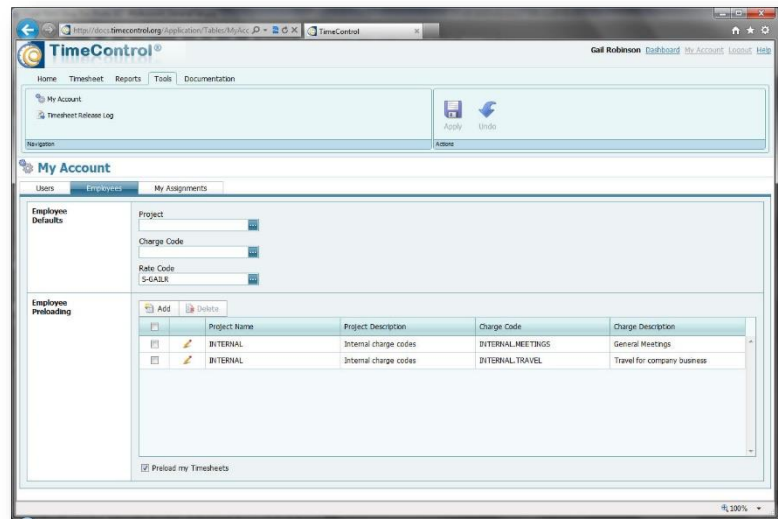 http://docs.timecontrol.org/Application/Tables/MyAcc
TimeControl
TimeControl®
Gail Robinson Dashboard My Account Logout Help
Home Timesheet Reports Tools Documentation
My Account
Timesheet Release Log
Apply Undo
Navigation
Actions
My Account
Users Employees My Assignments
Employee Defaults
Project
Charge Code
Rate Code
S-GAILR
Employee Preloading
Add Delete
Project Name Project Description Charge Code Charge Description
INTERNAL Internal charge codes INTERNAL.MEETINGS General Meetings
INTERNAL Internal charge codes INTERNAL.TRAVEL Travel for company business
Preload my Timesheets
100%